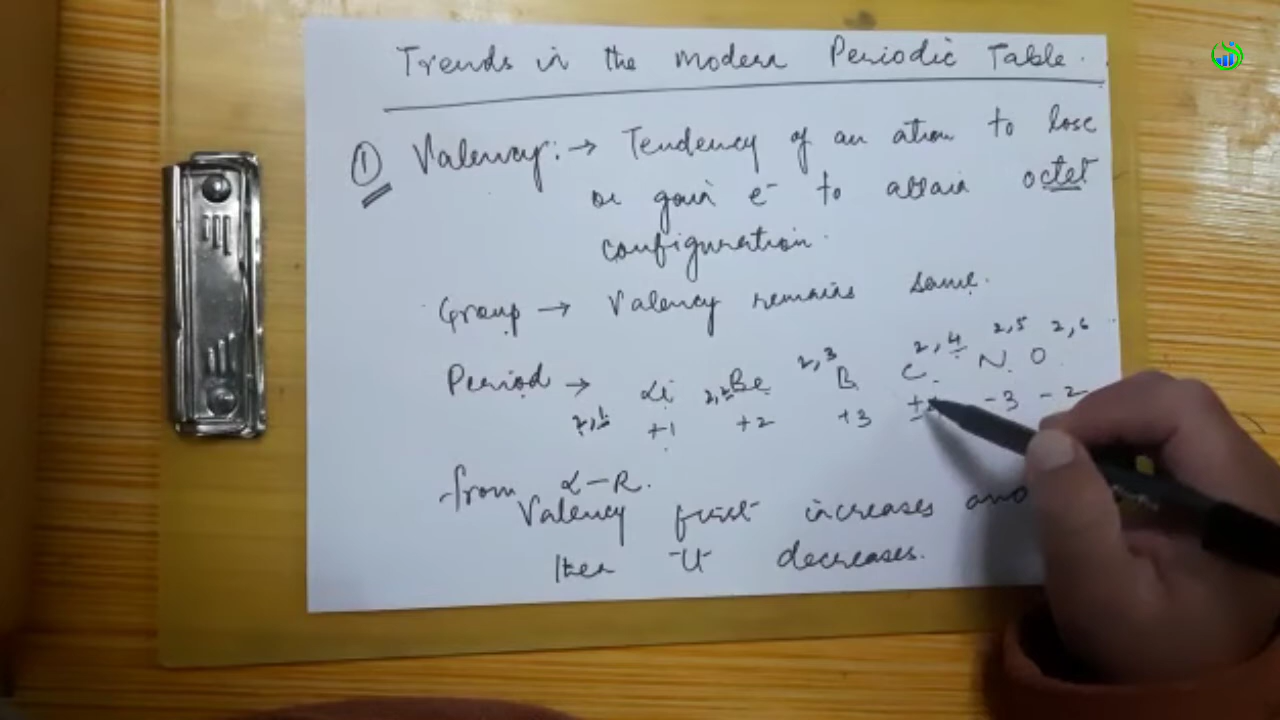 Trends in the modern Periodic Table.
① Valency :→ Tendency of an atom to lose
or gain e⁻ to attain octet
configuration.
Group → Valency remains same.
2,3 2,4 2,5 2,6
Period → Li 2,2 Be B C N O
2,1 +1 +2 +3 -3 -2
from L-R.
Valency first increases and
then it decreases.